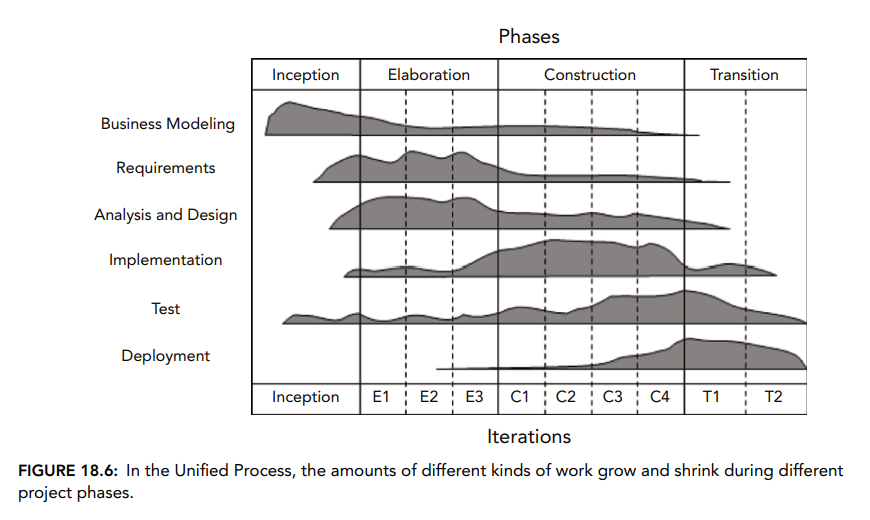 Phases
Inception Elaboration Construction Transition
Business Modeling
Requirements
Analysis and Design
Implementation
Test
Deployment
Inception E1 E2 E3 C1 C2 C3 C4 T1 T2
Iterations
FIGURE 18.6: In the Unified Process, the amounts of different kinds of work grow and shrink during different
project phases.